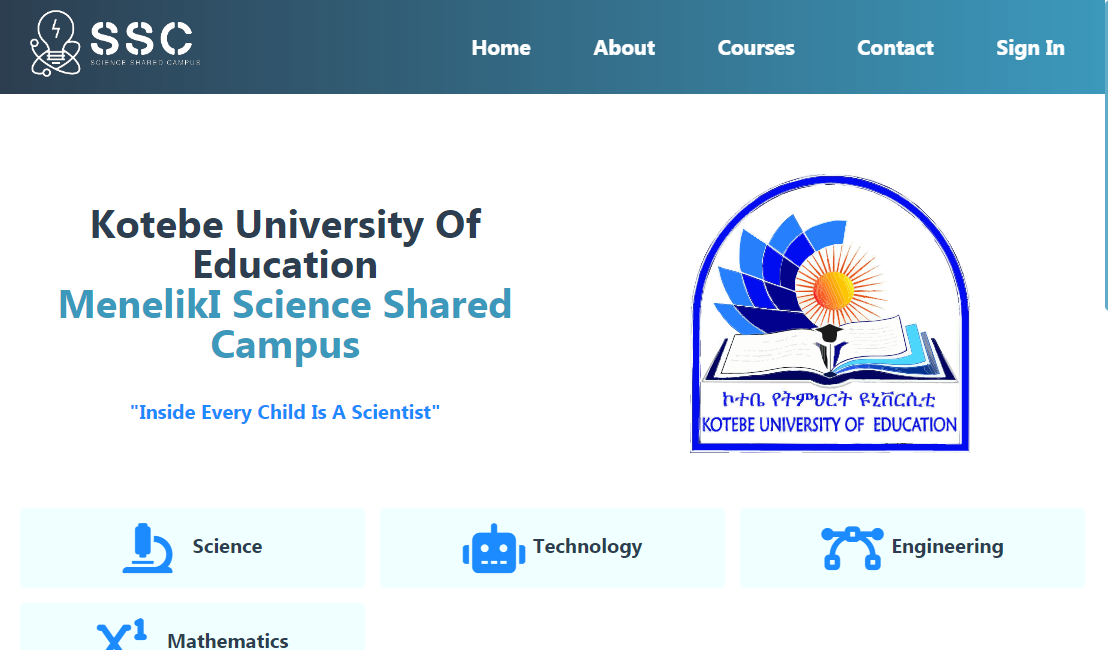 SSC
SCIENCE SHARED CAMPUS
Home About Courses Contact Sign In
Kotebe University Of
Education
MenelikI Science Shared
Campus
"Inside Every Child Is A Scientist"
ኮተቤ የትምህርት ዩኒቨርሲቲ
KOTEBE UNIVERSITY OF EDUCATION
Science
Technology
Engineering
X¹
Mathematics